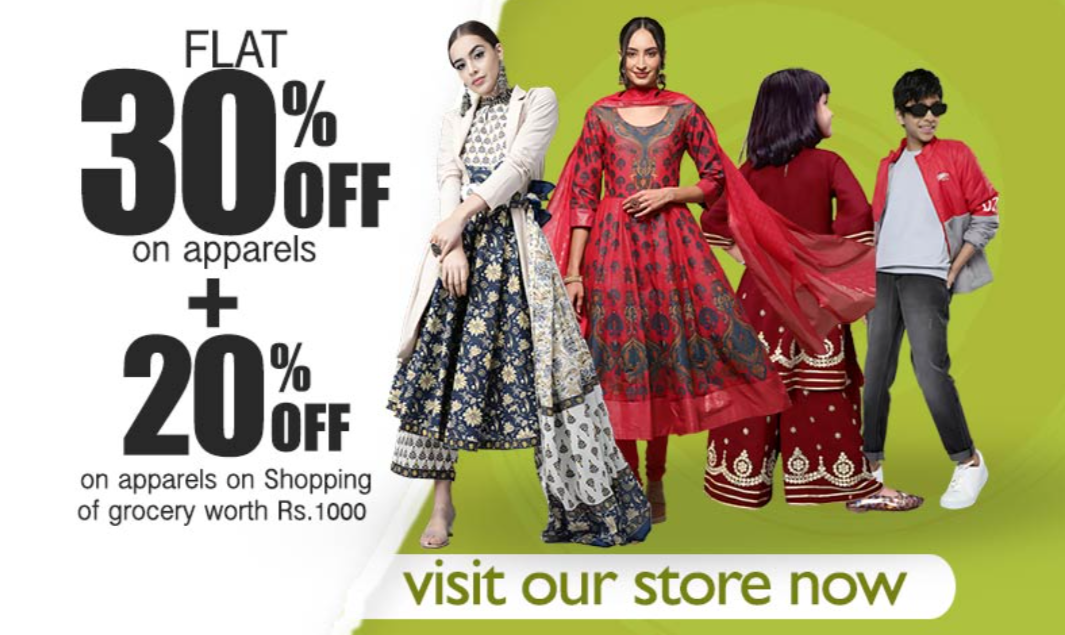 FLAT
30% OFF
on apparels
+
20% OFF
on apparels on Shopping
of grocery worth Rs.1000
visit our store now